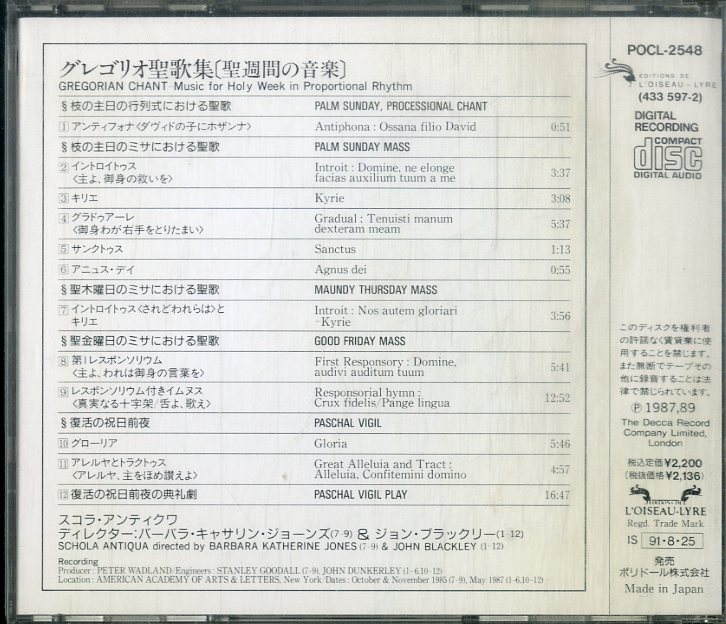 グレゴリオ聖歌集〔聖週間の音楽〕
GREGORIAN CHANT-Music for Holy Week in Proportional Rhythm
§枝の主日の行列式における聖歌 PALM SUNDAY, PROCESSIONAL CHANT
1 アンティフォナ〈ダヴィドの子にホザンナ〉 Antiphona : Ossana filio David 0:51
§枝の主日のミサにおける聖歌 PALM SUNDAY MASS
2 イントロイトゥス Introit : Domine, ne elonge
〈主よ、御身の救いを〉 facias auxilium tuum a me 3:37
3 キリエ Kyrie 3:08
4 グラドゥアーレ Gradual : Tenuisti manum
〈御身わが右手をとりたまい〉 dexteram meam 5:37
5 サンクトゥス Sanctus 1:13
6 アニュス・デイ Agnus dei 0:55
§聖木曜日のミサにおける聖歌 MAUNDY THURSDAY MASS
7 イントロイトゥス〈されどわれらは〉と Introit : Nos autem gloriari
キリエ -Kyrie 3:56
§聖金曜日のミサにおける聖歌 GOOD FRIDAY MASS
8 第1レスポンソリウム First Responsory : Domine,
〈主よ、われは御身の言葉を〉 audivi auditum tuum 5:41
9 レスポンソリウム付きイムヌス Responsorial hymn :
〈真実なる十字架/舌よ、歌え〉 Crux fidelis/Pange lingua 12:52
§復活の祝日前夜 PASCHAL VIGIL
10 グローリア Gloria 5:46
11 アレルヤとトラクトゥス Great Alleluia and Tract :
〈アレルヤ、主をほめ讃えよ〉 Alleluia, Confitemini domino 4:57
12 復活の祝日前夜の典礼劇 PASCHAL VIGIL PLAY 16:47
スコラ・アンティクワ
ディレクター:バーバラ・キャサリン・ジョーンズ(7-9) & ジョン・ブラックリー(1-12)
SCHOLA ANTIQUA directed by BARBARA KATHERINE JONES (7-9) & JOHN BLACKLEY (1-12)
Recording
Producer : PETER WADLAND/Engineers : STANLEY GOODALL (7-9), JOHN DUNKERLEY (1-6, 10-12)
Location : AMERICAN ACADEMY OF ARTS & LETTERS, New York/Dates : October & November 1985 (7-9), May 1987 (1-6, 10-12)
POCL-2548
EDITIONS DE
L'OISEAU-LYRE
(433 597-2)
DIGITAL
RECORDING
COMPACT
disc
DIGITAL AUDIO
このディスクを権利者
の許諾なく賃貸業に使
用することを禁じます。
また無断でテープその
他に録音することは法
律で禁じられています。
Ⓟ 1987, 89
The Decca Record
Company Limited,
London
税込定価¥2,200
(税抜価格¥2,136)
EDITIONS DE
L'OISEAU-LYRE
Regd. Trade Mark
IS 91・8・25
発売
ポリドール株式会社
Made in Japan